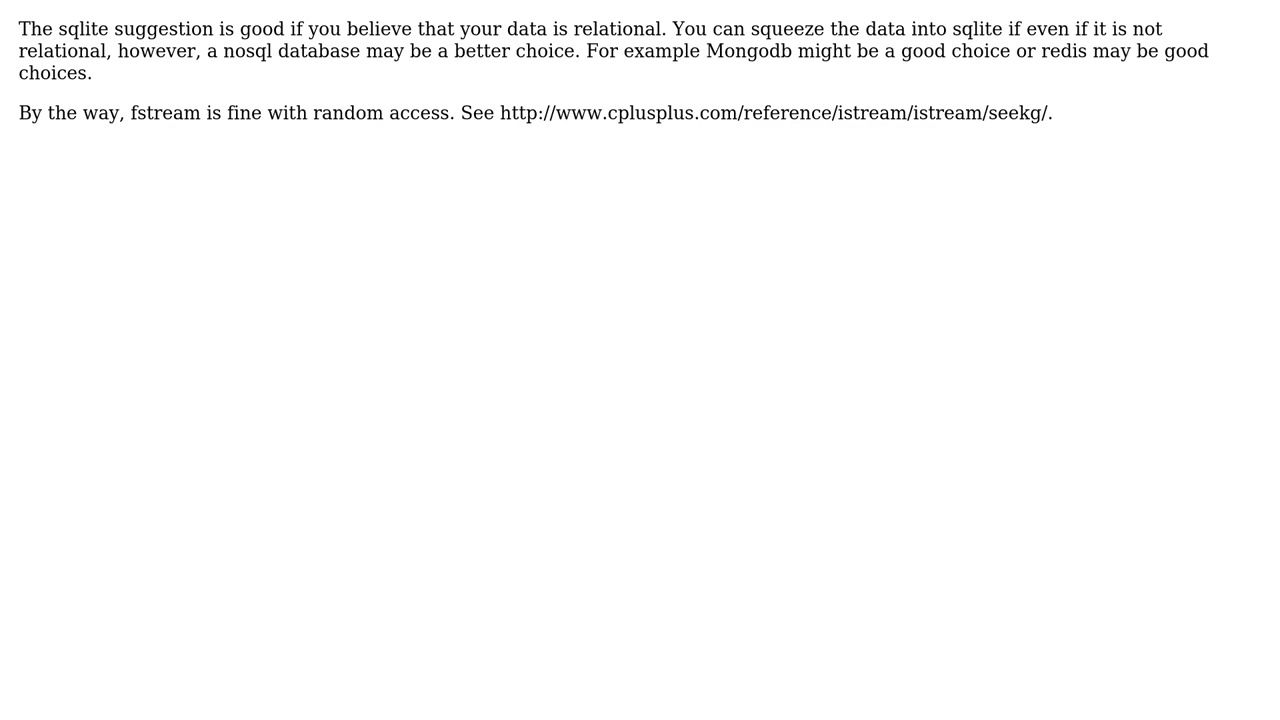 The sqlite suggestion is good if you believe that your data is relational. You can squeeze the data into sqlite if even if it is not
relational, however, a nosql database may be a better choice. For example Mongodb might be a good choice or redis may be good
choices.
By the way, fstream is fine with random access. See http://www.cplusplus.com/reference/istream/istream/seekg/.